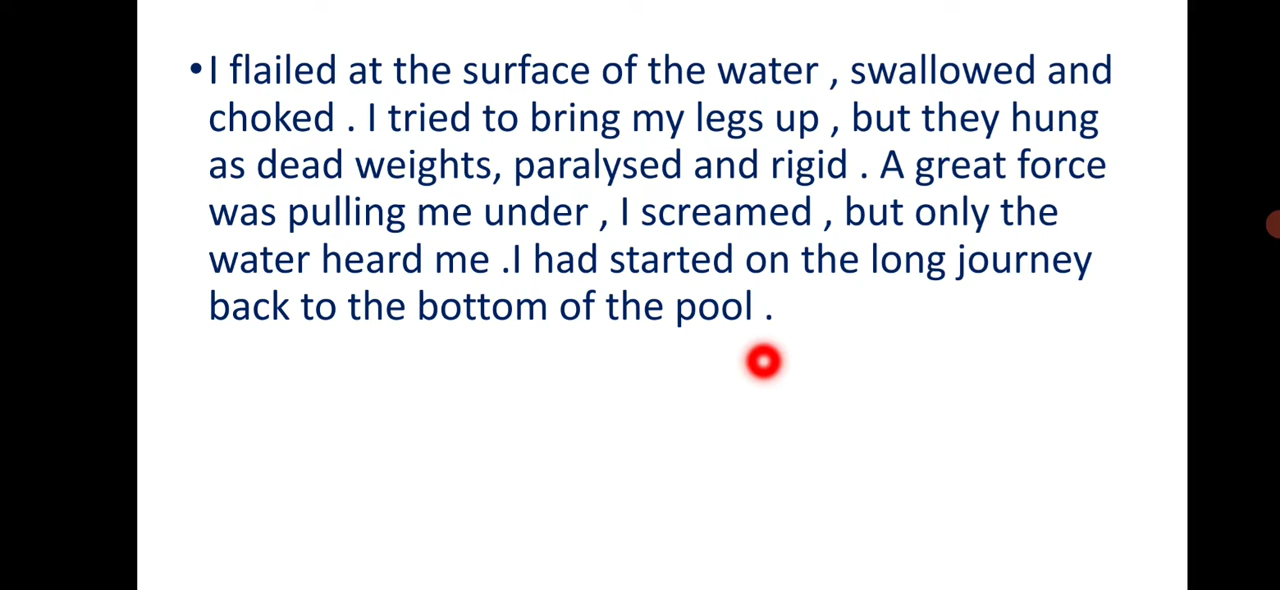 •I flailed at the surface of the water , swallowed and
choked . I tried to bring my legs up , but they hung
as dead weights, paralysed and rigid . A great force
was pulling me under , I screamed , but only the
water heard me .I had started on the long journey
back to the bottom of the pool .